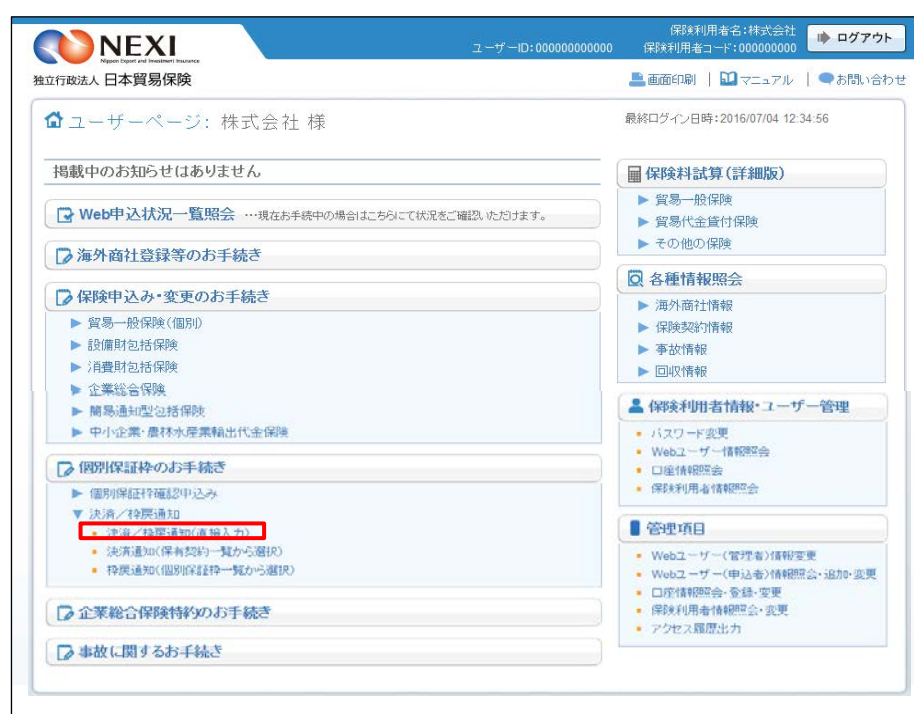 NEXI
Nippon Export and Investment Insurance
独立行政法人 日本貿易保険
ユーザーID:000000000000
保険利用者名:株式会社
保険利用者コード:000000000
ログアウト
画面印刷 | マニュアル | お問い合わせ
ユーザーページ: 株式会社 様
最終ログイン日時:2016/07/04 12:34:56
掲載中のお知らせはありません
Web申込状況一覧照会 …現在お手続中の場合はこちらにて状況をご確認いただけます。
海外商社登録等のお手続き
保険申込み・変更のお手続き
貿易一般保険(個別)
設備財包括保険
消費財包括保険
企業総合保険
簡易通知型包括保険
中小企業・農林水産業輸出代金保険
個別保証枠のお手続き
個別保証枠確認申込み
決済/枠戻通知
決済/枠戻通知(直接入力)
決済通知(保有契約一覧から選択)
枠戻通知(個別保証枠一覧から選択)
企業総合保険特約のお手続き
事故に関するお手続き
保険料試算(詳細版)
貿易一般保険
貿易代金貸付保険
その他の保険
各種情報照会
海外商社情報
保険契約情報
事故情報
回収情報
保険利用者情報・ユーザー管理
パスワード変更
Webユーザー情報照会
口座情報照会
保険利用者情報照会
管理項目
Webユーザー(管理者)情報変更
Webユーザー(申込者)情報照会・追加・変更
口座情報照会・登録・変更
保険利用者情報照会・変更
アクセス履歴出力